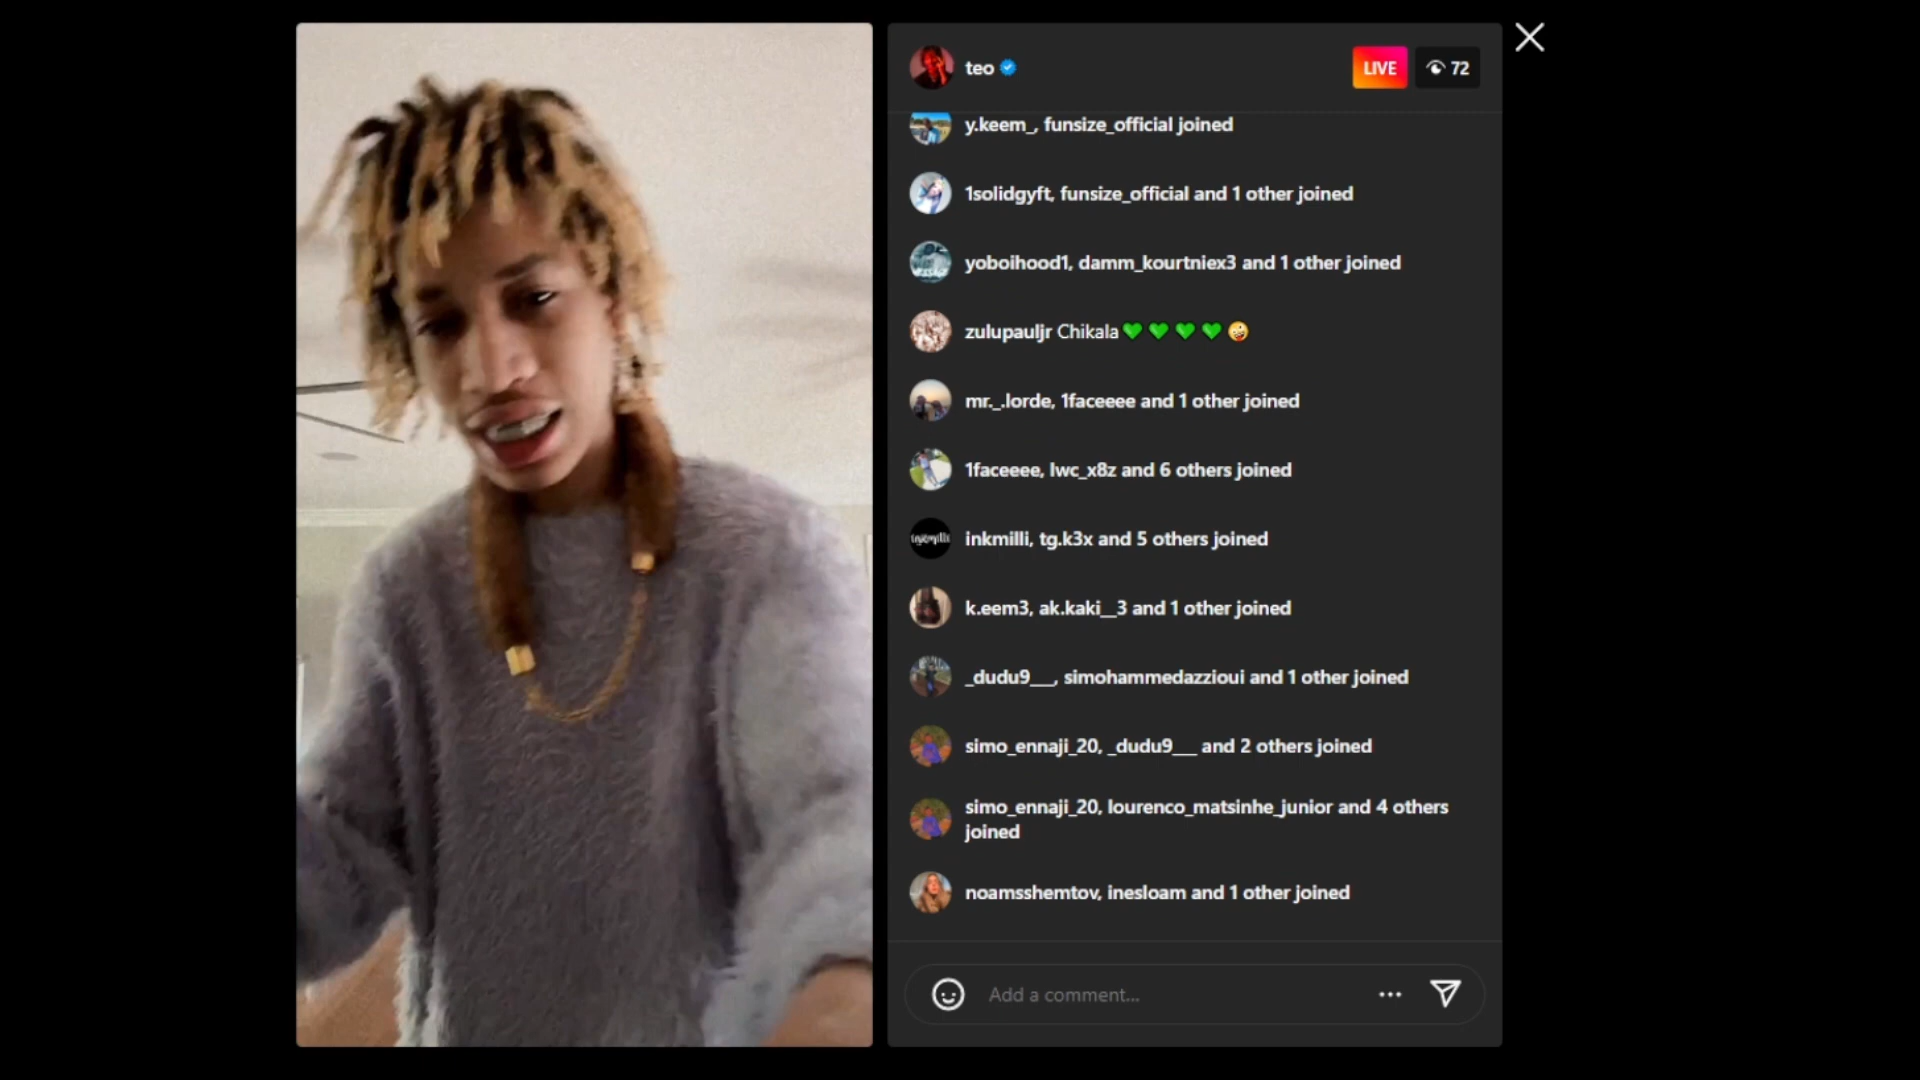 teo
LIVE
72
y.keem_, funsize_official joined
1solidgyft, funsize_official and 1 other joined
yoboihood1, damm_kourtniex3 and 1 other joined
zulupauljr Chikala💚💚💚💚🤪
mr._.lorde, 1faceeee and 1 other joined
1faceeee, lwc_x8z and 6 others joined
inkmilli, tg.k3x and 5 others joined
k.eem3, ak.kaki__3 and 1 other joined
_dudu9___, simohammedazzioui and 1 other joined
simo_ennaji_20, _dudu9___ and 2 others joined
simo_ennaji_20, lourenco_matsinhe_junior and 4 others
joined
noamsshemtov, inesloam and 1 other joined
Add a comment...